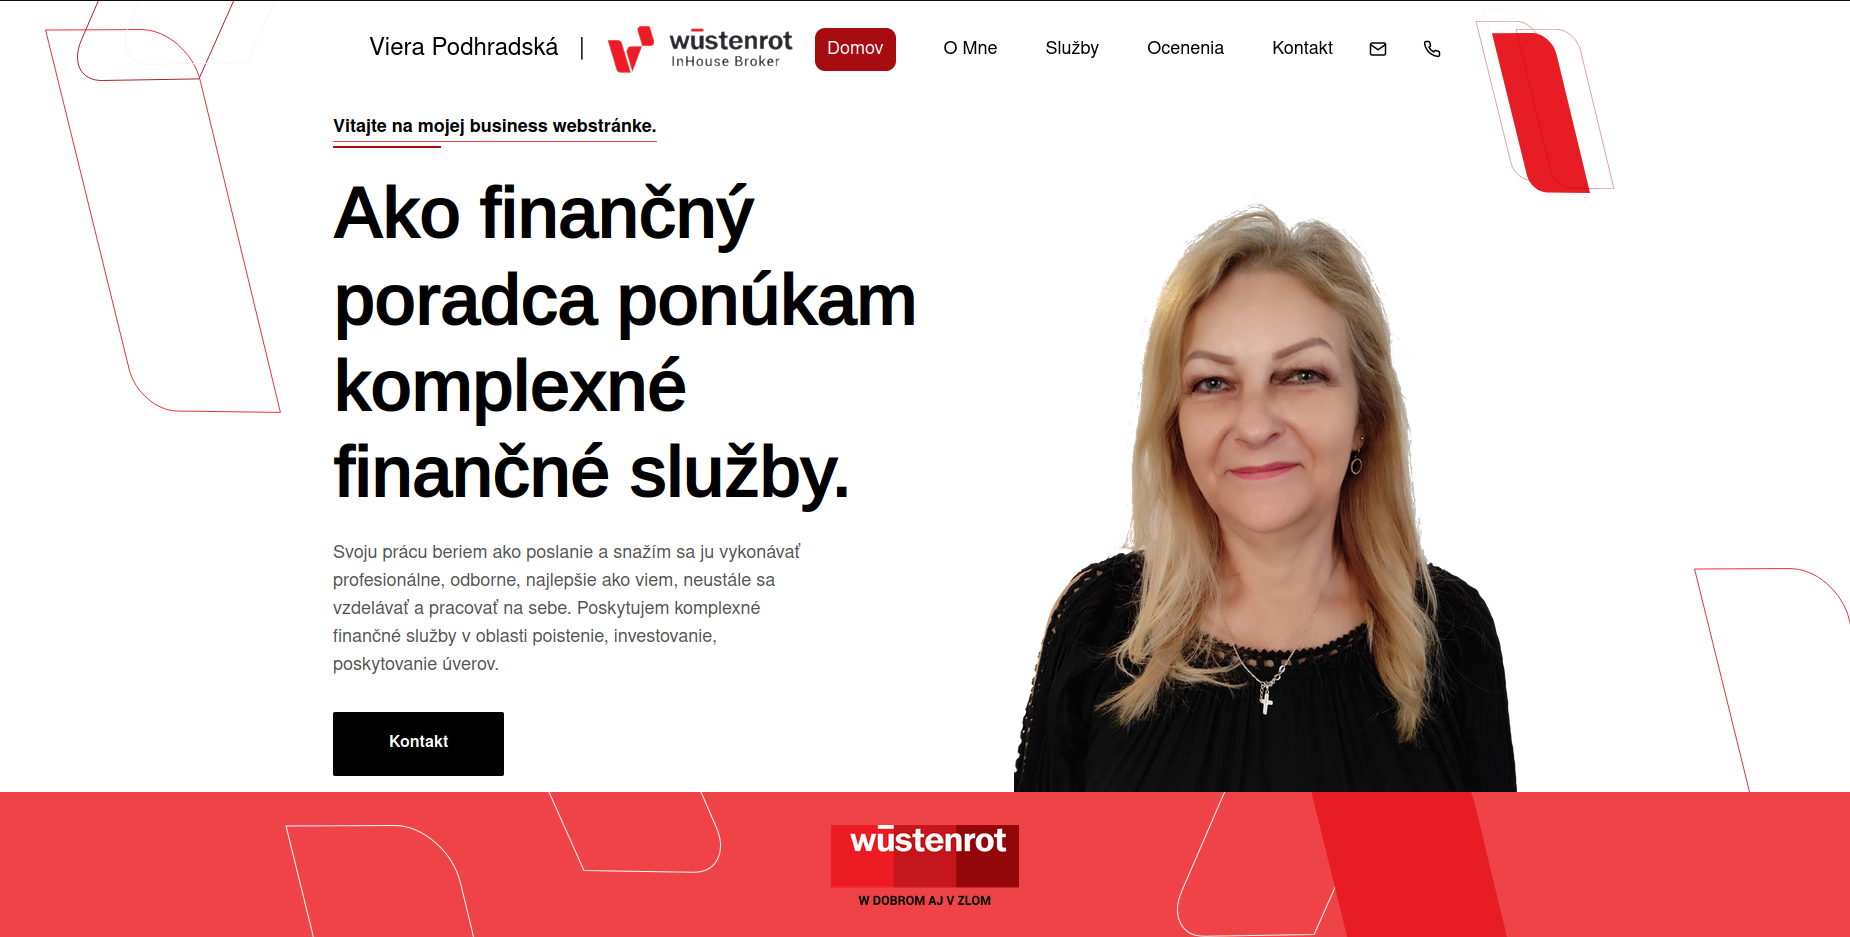 Viera Podhradská |
wüstenrot
InHouse Broker
Domov
O Mne
Služby
Ocenenia
Kontakt
Vitajte na mojej business webstránke.
Ako finančný
poradca ponúkam
komplexné
finančné služby.
Svoju prácu beriem ako poslanie a snažím sa ju vykonávať
profesionálne, odborne, najlepšie ako viem, neustále sa
vzdelávať a pracovať na sebe. Poskytujem komplexné
finančné služby v oblasti poistenie, investovanie,
poskytovanie úverov.
Kontakt
wüstenrot
W DOBROM AJ V ZLOM